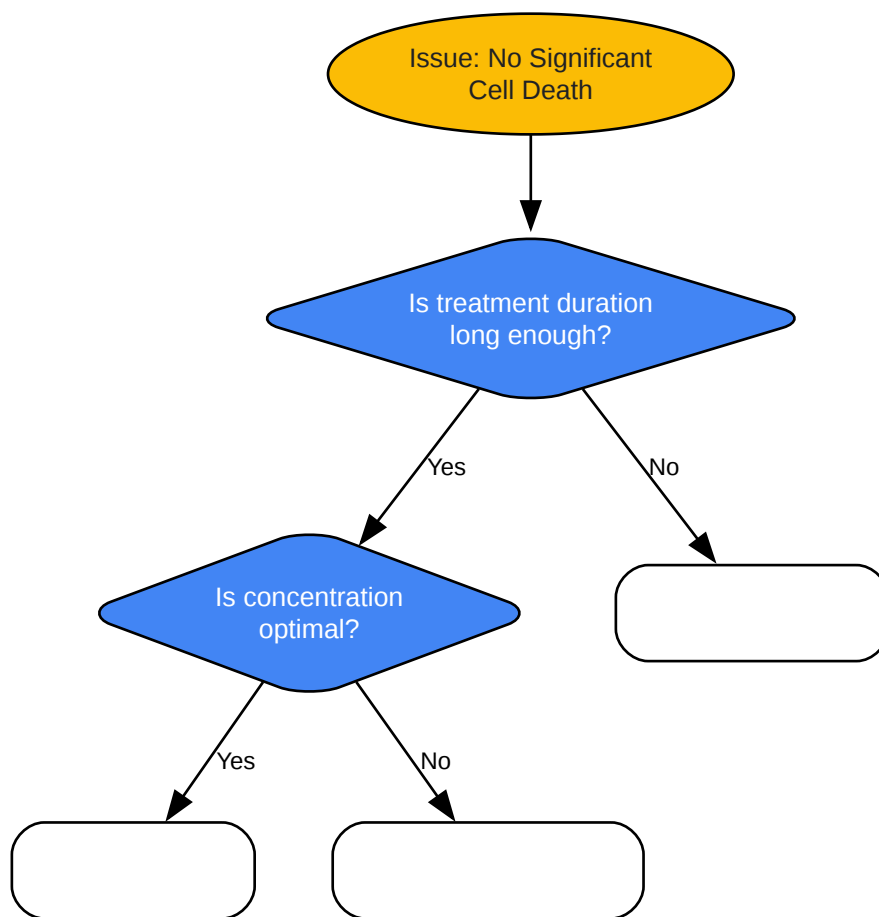 Issue: No Significant
Cell Death
Is treatment duration
long enough?
Yes
No
Is concentration
optimal?
Yes
No